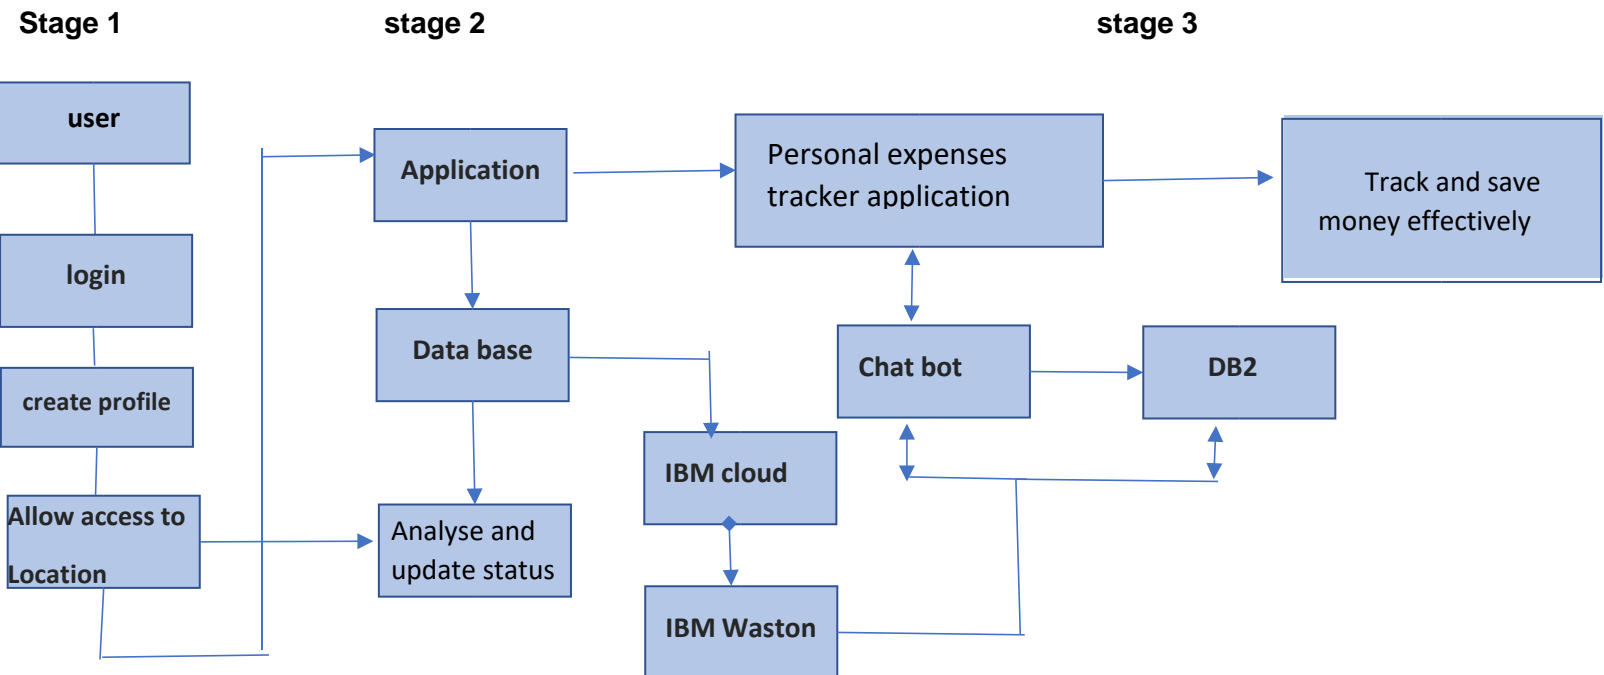 Stage 1
stage 2
stage 3
user
login
create profile
Allow access to
Location
Application
Data base
Analyse and
update status
IBM cloud
IBM Waston
Personal expenses
tracker application
Chat bot
DB2
Track and save
money effectively